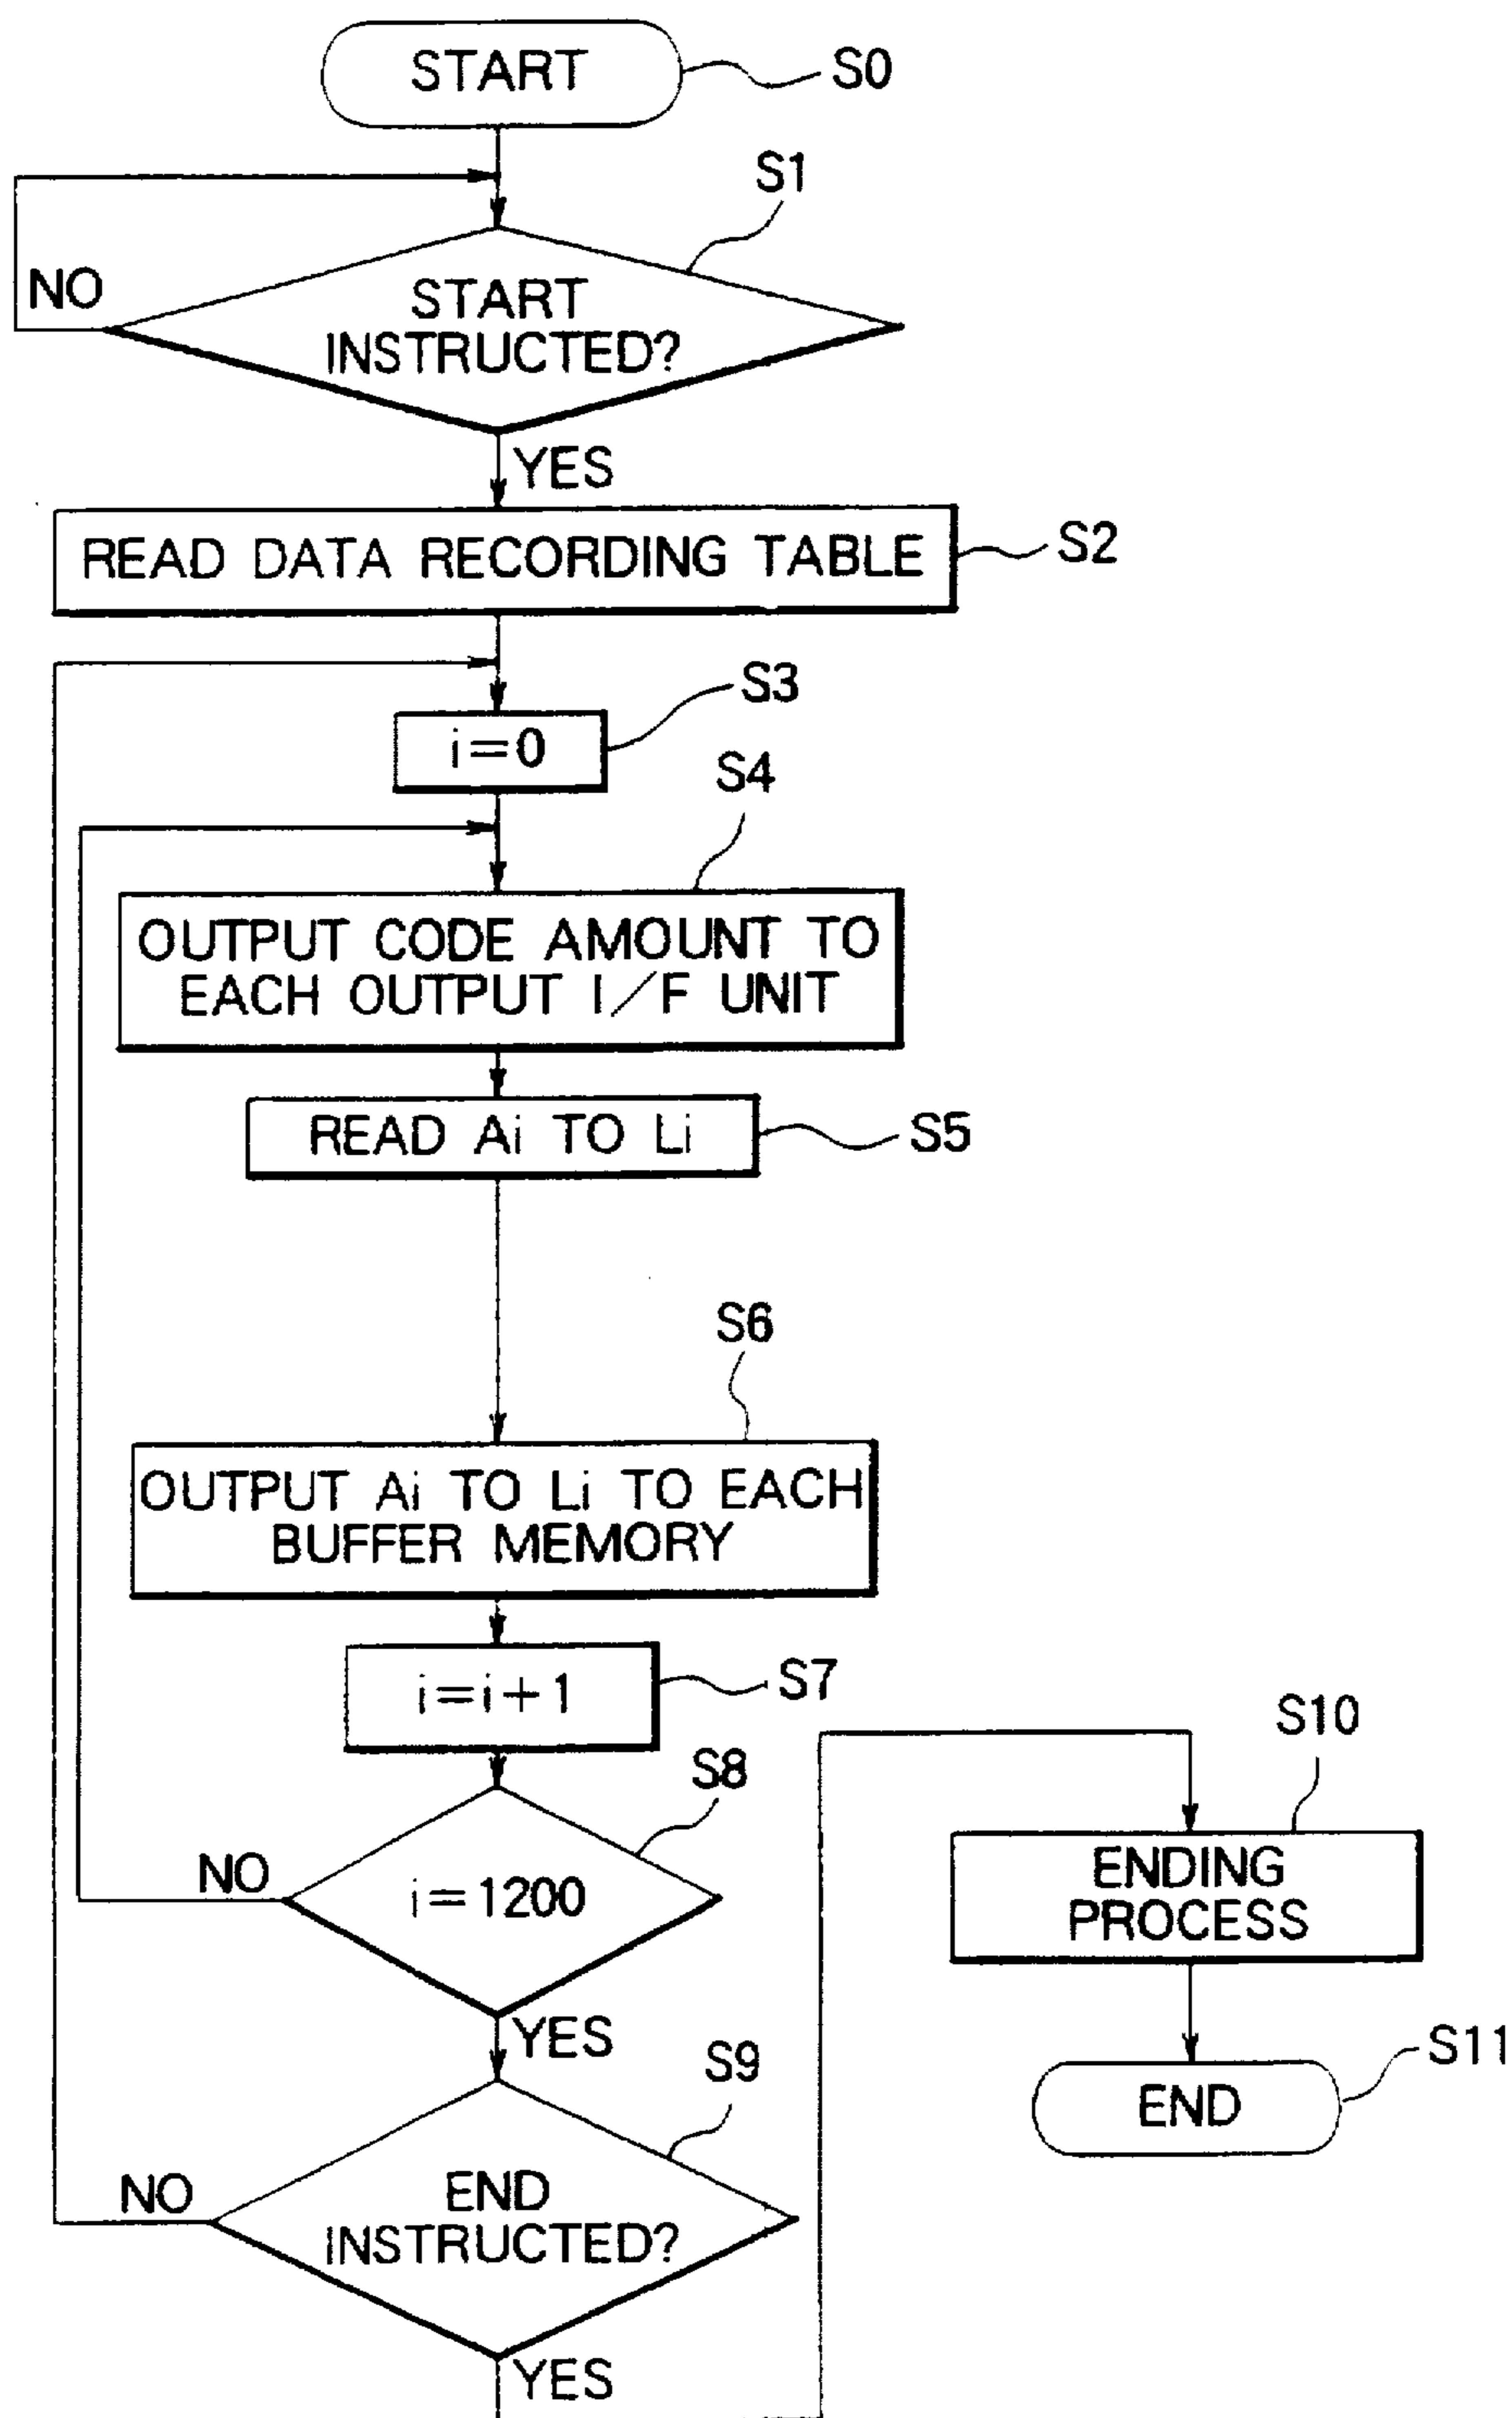 START
S0
S1
NO
START
INSTRUCTED?
YES
READ DATA RECORDING TABLE
S2
S3
i=0
S4
OUTPUT CODE AMOUNT TO
EACH OUTPUT I/F UNIT
READ Ai TO Li
S5
S6
OUTPUT Ai TO Li TO EACH
BUFFER MEMORY
i=i+1
S7
S8
NO
i=1200
YES
S9
NO
END
INSTRUCTED?
YES
S10
ENDING
PROCESS
S11
END